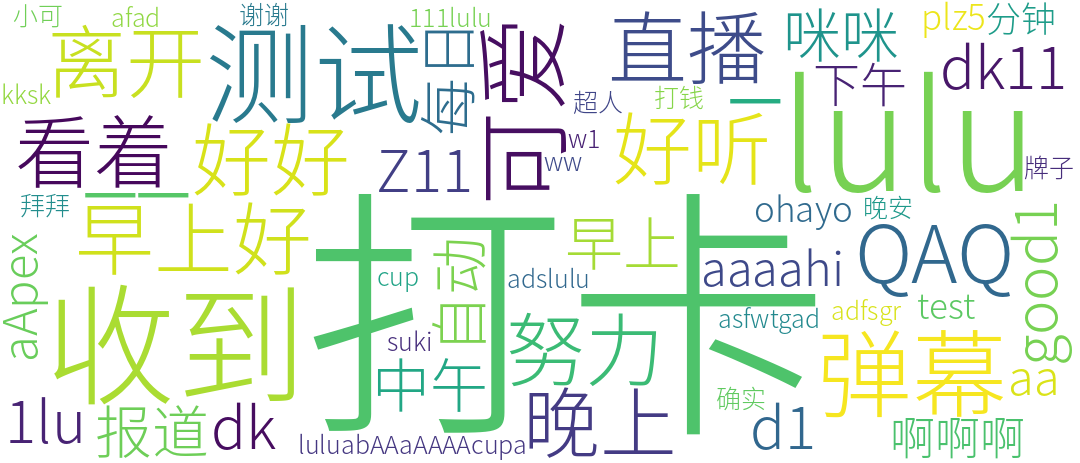 小可
afad
谢谢
111lulu
plz5
分钟
离开
测试
每日
可爱
直播
咪咪
dk11
kksk
超人
打钱
下午
一
lulu
看着
好好
Z11
w1
ww
好听
牌子
拜拜
一一
早上好
打卡
早上
ohayo
晚安
QAQ
good1
aApex
收到
cup
自动
adslulu
aaaahi
suki
努力
asfwtgad
adfsgr
test
弹幕
1lu
报道
dk
中午
晚上
确实
d1
aa
luluabAAaAAAAcupa
啊啊啊